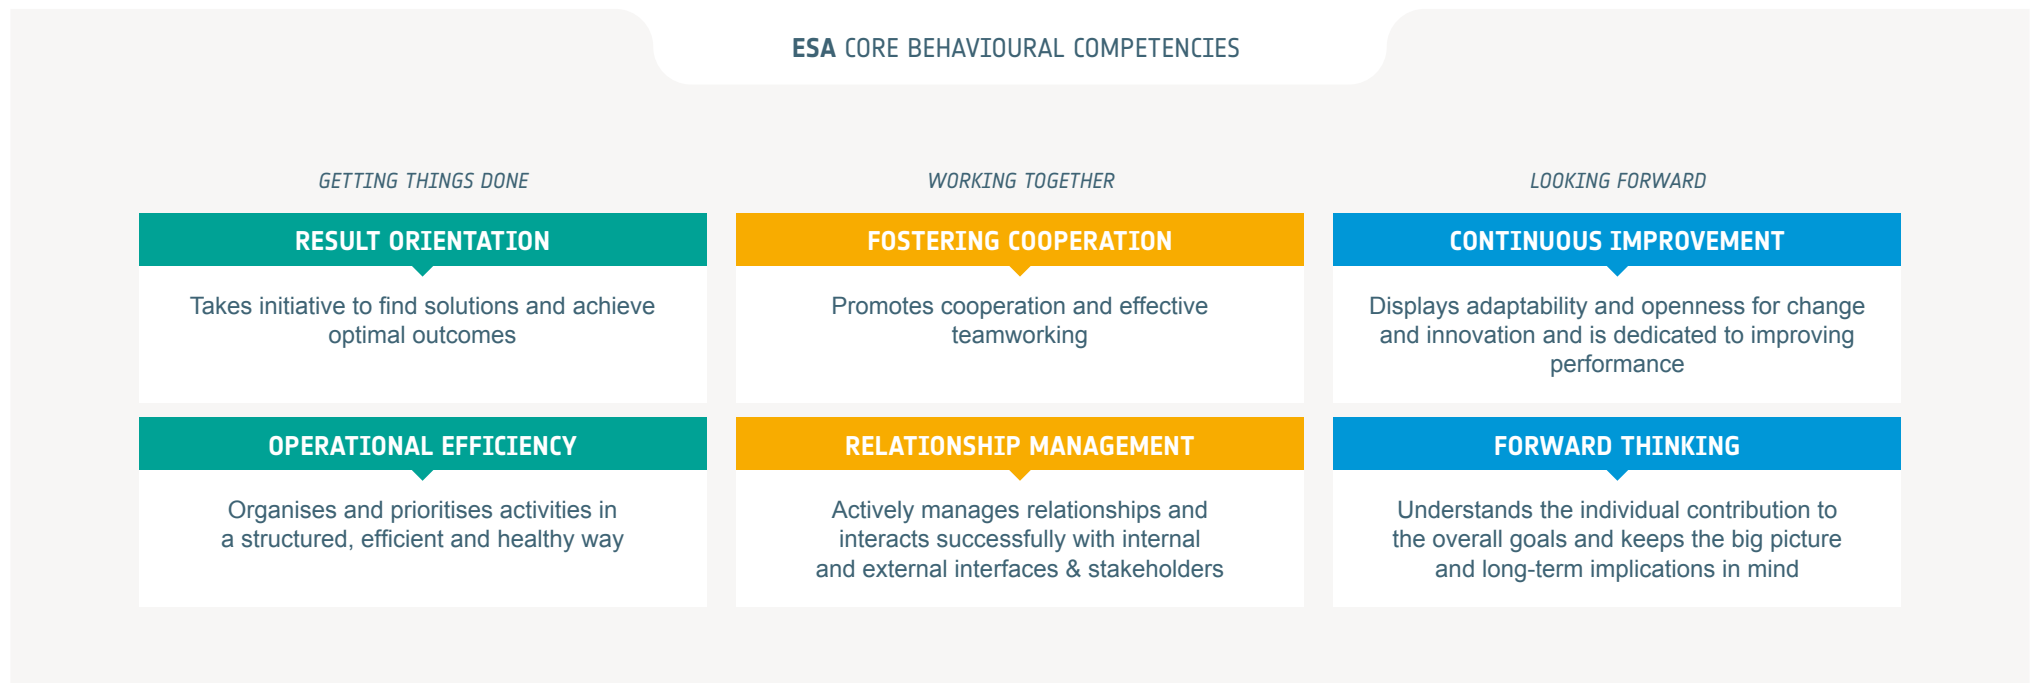 ESA CORE BEHAVIOURAL COMPETENCIES
GETTING THINGS DONE
RESULT ORIENTATION
Takes initiative to find solutions and achieve
optimal outcomes
OPERATIONAL EFFICIENCY
Organises and prioritises activities in
a structured, efficient and healthy way
WORKING TOGETHER
FOSTERING COOPERATION
Promotes cooperation and effective
teamworking
RELATIONSHIP MANAGEMENT
Actively manages relationships and
interacts successfully with internal
and external interfaces & stakeholders
LOOKING FORWARD
CONTINUOUS IMPROVEMENT
Displays adaptability and openness for change
and innovation and is dedicated to improving
performance
FORWARD THINKING
Understands the individual contribution to
the overall goals and keeps the big picture
and long-term implications in mind